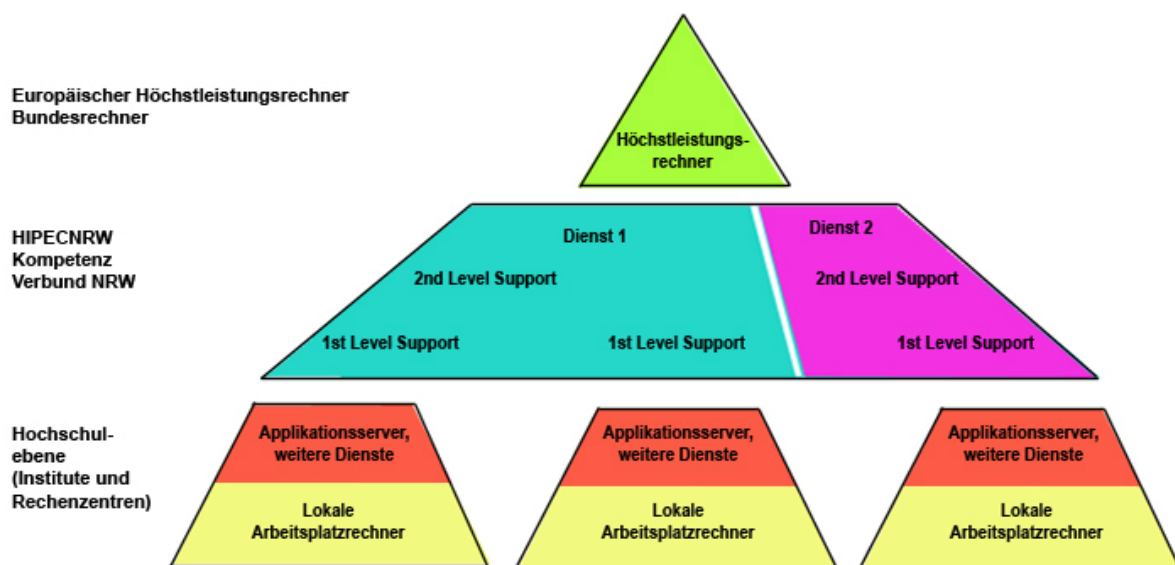 Europäischer Höchstleistungsrechner
Bundesrechner
Höchstleistungs-
rechner
HIPECNRW
Kompetenz
Verbund NRW
Dienst 1
Dienst 2
2nd Level Support
2nd Level Support
1st Level Support
1st Level Support
1st Level Support
Hochschul-
ebene
(Institute und
Rechenzentren)
Applikationsserver,
weitere Dienste
Lokale
Arbeitsplatzrechner
Applikationsserver,
weitere Dienste
Lokale
Arbeitsplatzrechner
Applikationsserver,
weitere Dienste
Lokale
Arbeitsplatzrechner